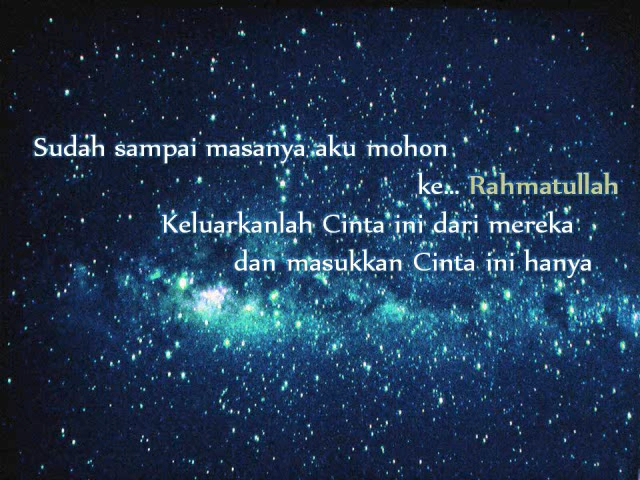 Sudah sampai masanya aku mohon
ke... Rahmatullah
Keluarkanlah Cinta ini dari mereka
dan masukkan Cinta ini hanya